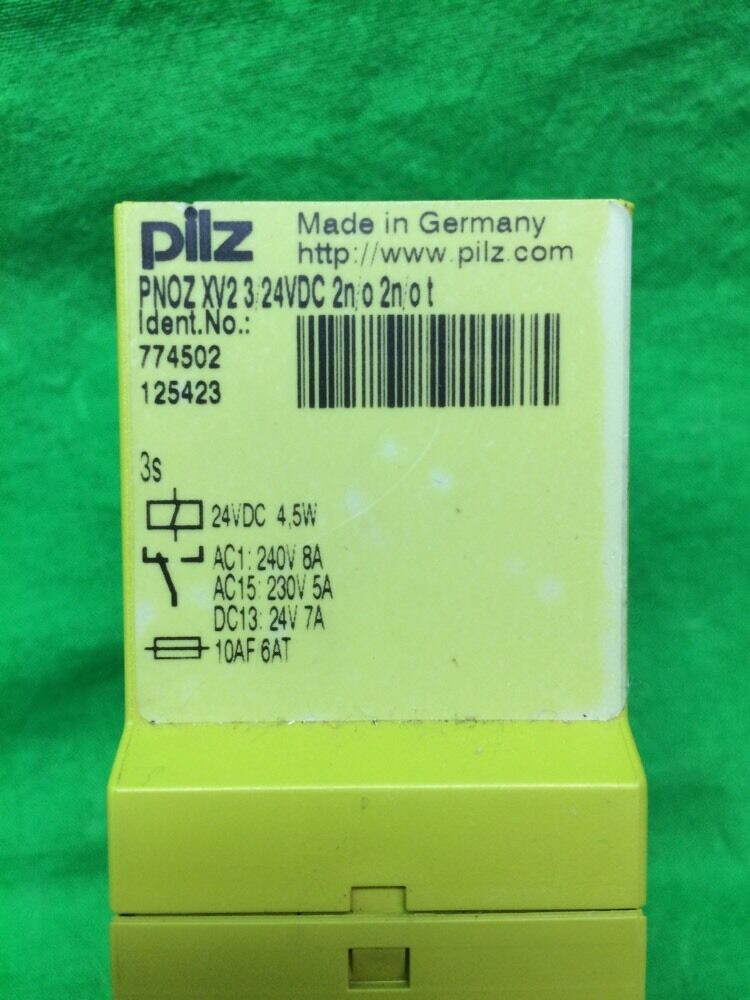 pilz
Made in Germany
http://www.pilz.com
PNOZ XV2 3/24VDC 2n/o 2n/o t
Ident.No.:
774502
125423
3s
24VDC 4,5W
AC1: 240V 8A
AC15: 230V 5A
DC13: 24V 7A
10AF 6AT